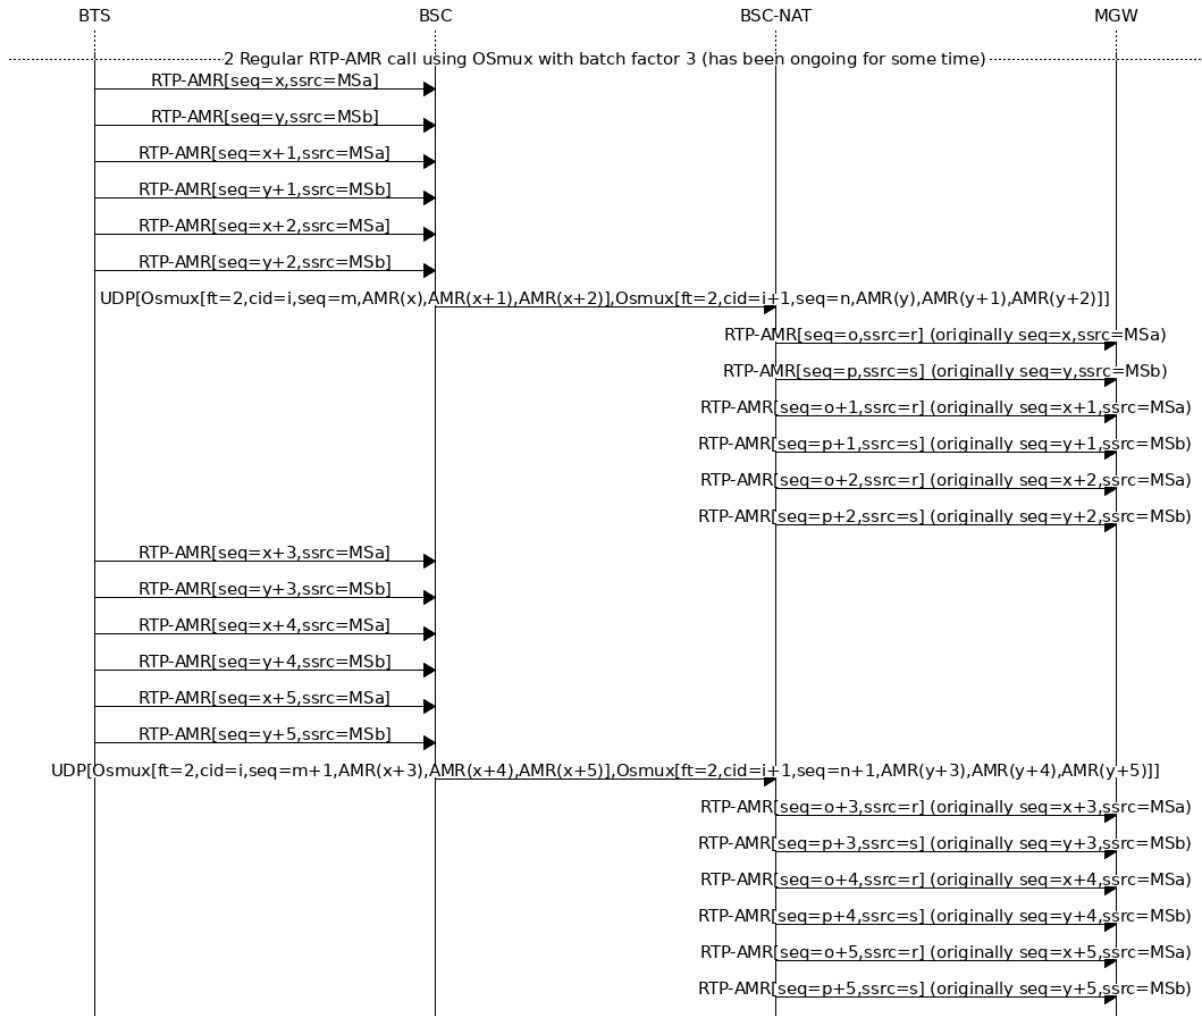 BTS BSC BSC-NAT MGW
2 Regular RTP-AMR call using OSmux with batch factor 3 (has been ongoing for some time)
RTP-AMR[seq=x,ssrc=MSa]
RTP-AMR[seq=y,ssrc=MSb]
RTP-AMR[seq=x+1,ssrc=MSa]
RTP-AMR[seq=y+1,ssrc=MSb]
RTP-AMR[seq=x+2,ssrc=MSa]
RTP-AMR[seq=y+2,ssrc=MSb]
UDP[Osmux[ft=2,cid=i,seq=m,AMR(x),AMR(x+1),AMR(x+2)],Osmux[ft=2,cid=i+1,seq=n,AMR(y),AMR(y+1),AMR(y+2)]]
RTP-AMR[seq=o,ssrc=r] (originally seq=x,ssrc=MSa)
RTP-AMR[seq=p,ssrc=s] (originally seq=y,ssrc=MSb)
RTP-AMR[seq=o+1,ssrc=r] (originally seq=x+1,ssrc=MSa)
RTP-AMR[seq=p+1,ssrc=s] (originally seq=y+1,ssrc=MSb)
RTP-AMR[seq=o+2,ssrc=r] (originally seq=x+2,ssrc=MSa)
RTP-AMR[seq=p+2,ssrc=s] (originally seq=y+2,ssrc=MSb)
RTP-AMR[seq=x+3,ssrc=MSa]
RTP-AMR[seq=y+3,ssrc=MSb]
RTP-AMR[seq=x+4,ssrc=MSa]
RTP-AMR[seq=y+4,ssrc=MSb]
RTP-AMR[seq=x+5,ssrc=MSa]
RTP-AMR[seq=y+5,ssrc=MSb]
UDP[Osmux[ft=2,cid=i,seq=m+1,AMR(x+3),AMR(x+4),AMR(x+5)],Osmux[ft=2,cid=i+1,seq=n+1,AMR(y+3),AMR(y+4),AMR(y+5)]]
RTP-AMR[seq=o+3,ssrc=r] (originally seq=x+3,ssrc=MSa)
RTP-AMR[seq=p+3,ssrc=s] (originally seq=y+3,ssrc=MSb)
RTP-AMR[seq=o+4,ssrc=r] (originally seq=x+4,ssrc=MSa)
RTP-AMR[seq=p+4,ssrc=s] (originally seq=y+4,ssrc=MSb)
RTP-AMR[seq=o+5,ssrc=r] (originally seq=x+5,ssrc=MSa)
RTP-AMR[seq=p+5,ssrc=s] (originally seq=y+5,ssrc=MSb)